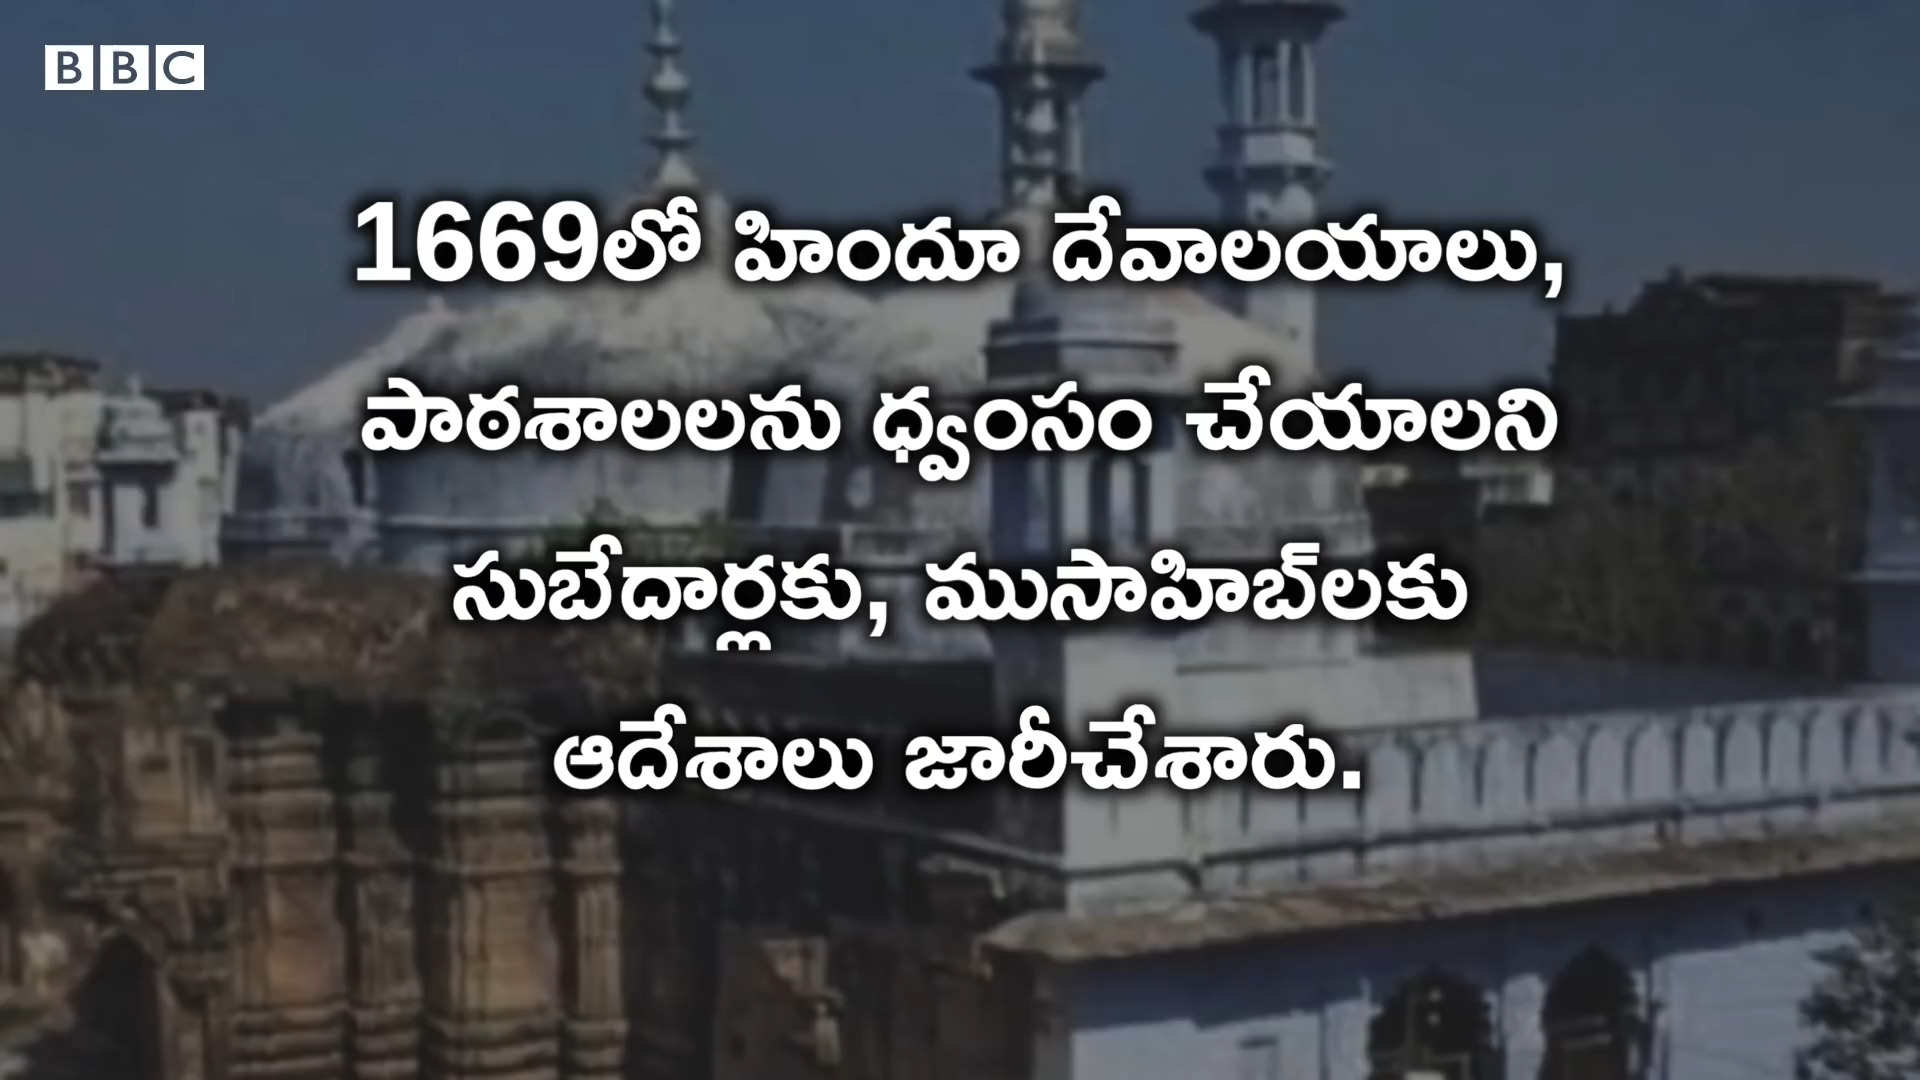 BBC
1669లో హిందూ దేవాలయాలు,
పాఠశాలలను ధ్వంసం చేయాలని
సుబేదార్లకు, ముసాహిబ్‌లకు
ఆదేశాలు జారీచేశారు.